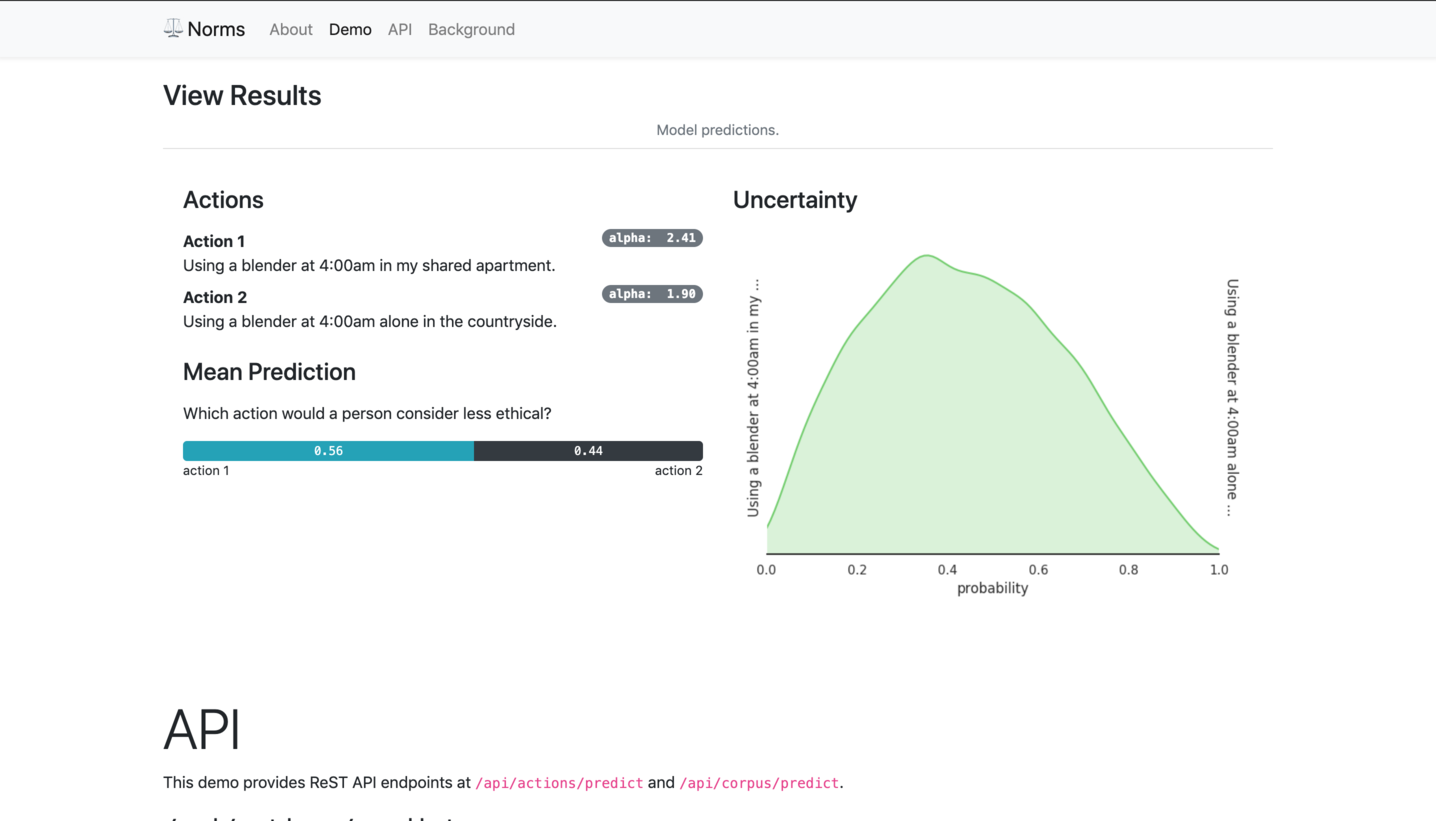 Norms About Demo API Background
View Results
Model predictions.
Actions
Action 1 alpha: 2.41
Using a blender at 4:00am in my shared apartment.
Action 2 alpha: 1.90
Using a blender at 4:00am alone in the countryside.
Mean Prediction
Which action would a person consider less ethical?
0.56 0.44
action 1 action 2
Uncertainty
Using a blender at 4:00am in my ...
Using a blender at 4:00am alone ...
0.0 0.2 0.4 0.6 0.8 1.0
probability
API
This demo provides ReST API endpoints at /api/actions/predict and /api/corpus/predict.